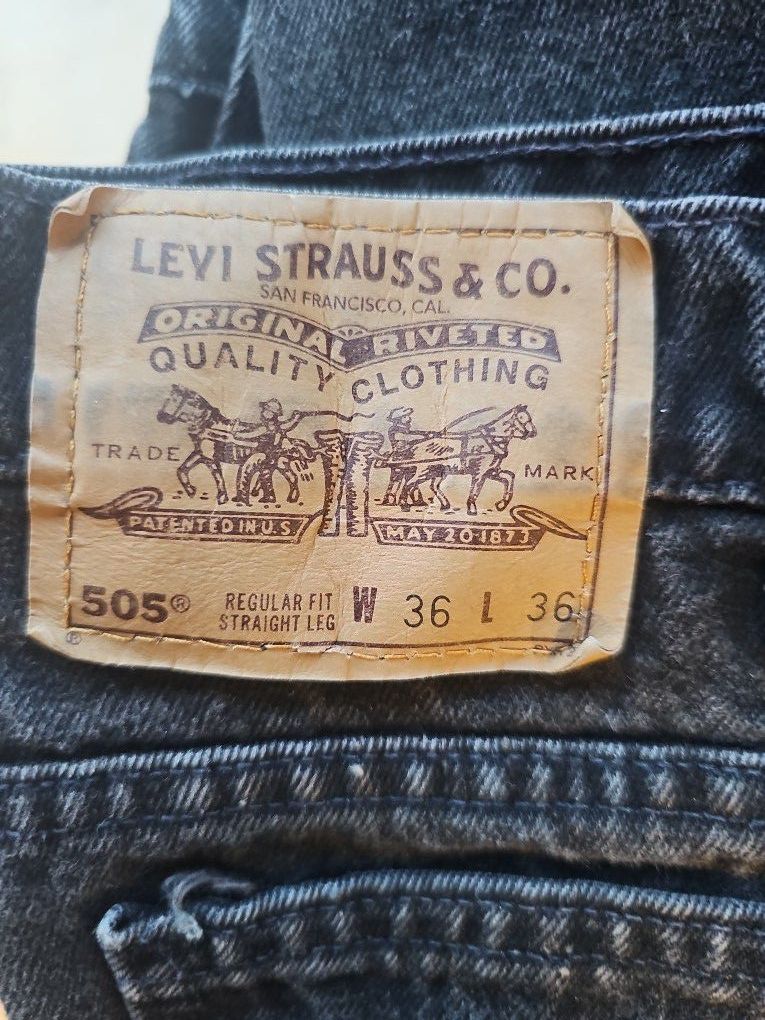 LEVI STRAUSS & CO.
SAN FRANCISCO, CAL.
ORIGINAL RIVETED
QUALITY CLOTHING
TRADE MARK
PATENTED IN U.S. MAY 20 1873
505® REGULAR FIT STRAIGHT LEG W 36 L 36
®